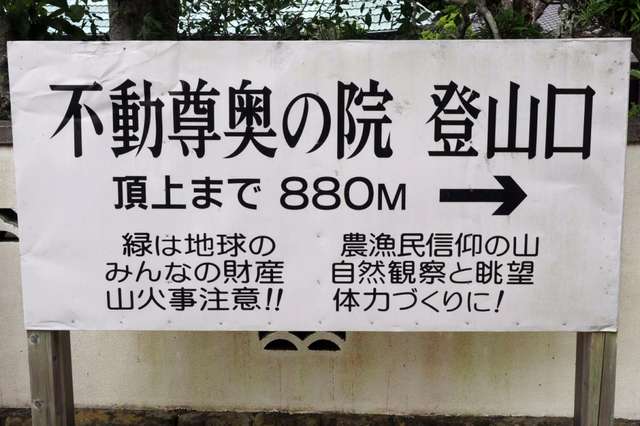 不動尊奥の院 登山口
頂上まで 880M →
緑は地球の
みんなの財産
山火事注意!!
農漁民信仰の山
自然観察と眺望
体力づくりに!